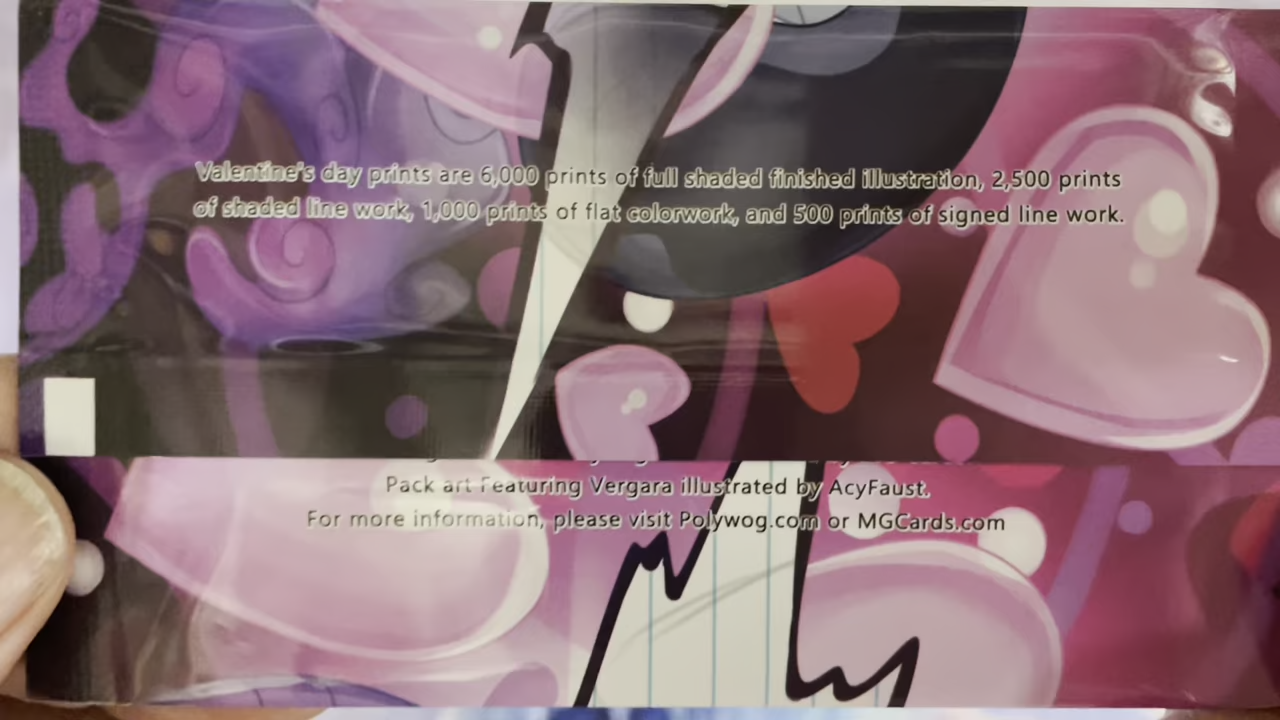 Valentine's day prints are 6,000 prints of full shaded finished illustration, 2,500 prints
of shaded line work, 1,000 prints of flat colorwork, and 500 prints of signed line work.
Pack art Featuring Vergara illustrated by AcyFaust.
For more information, please visit Polywog.com or MGCards.com